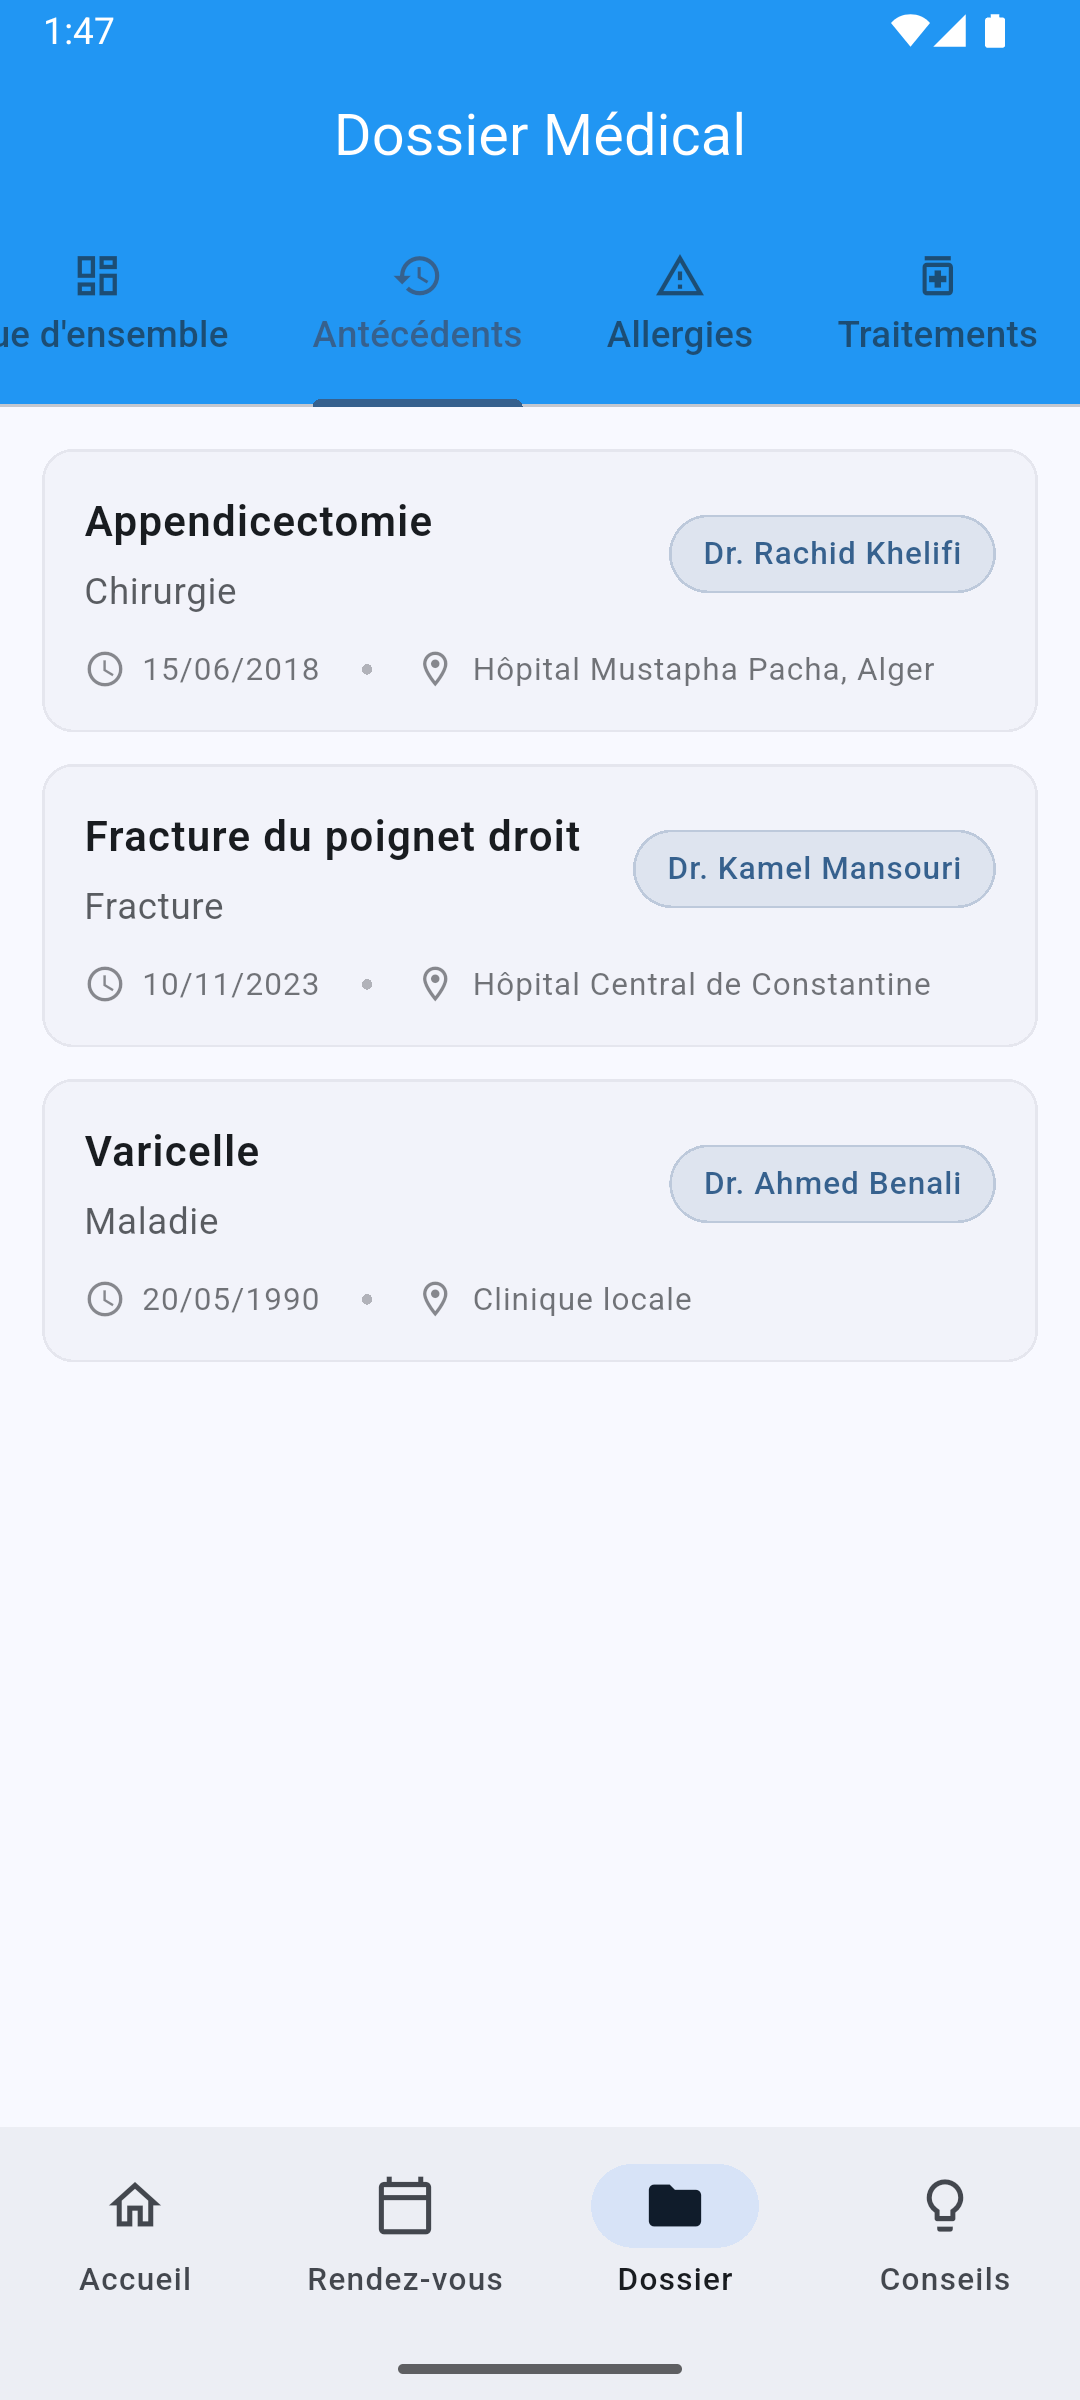 1:47
Dossier Médical
ue d'ensemble
Antécédents
Allergies
Traitements
Appendicectomie
Dr. Rachid Khelifi
Chirurgie
15/06/2018 • Hôpital Mustapha Pacha, Alger
Fracture du poignet droit
Dr. Kamel Mansouri
Fracture
10/11/2023 • Hôpital Central de Constantine
Varicelle
Dr. Ahmed Benali
Maladie
20/05/1990 • Clinique locale
Accueil
Rendez-vous
Dossier
Conseils